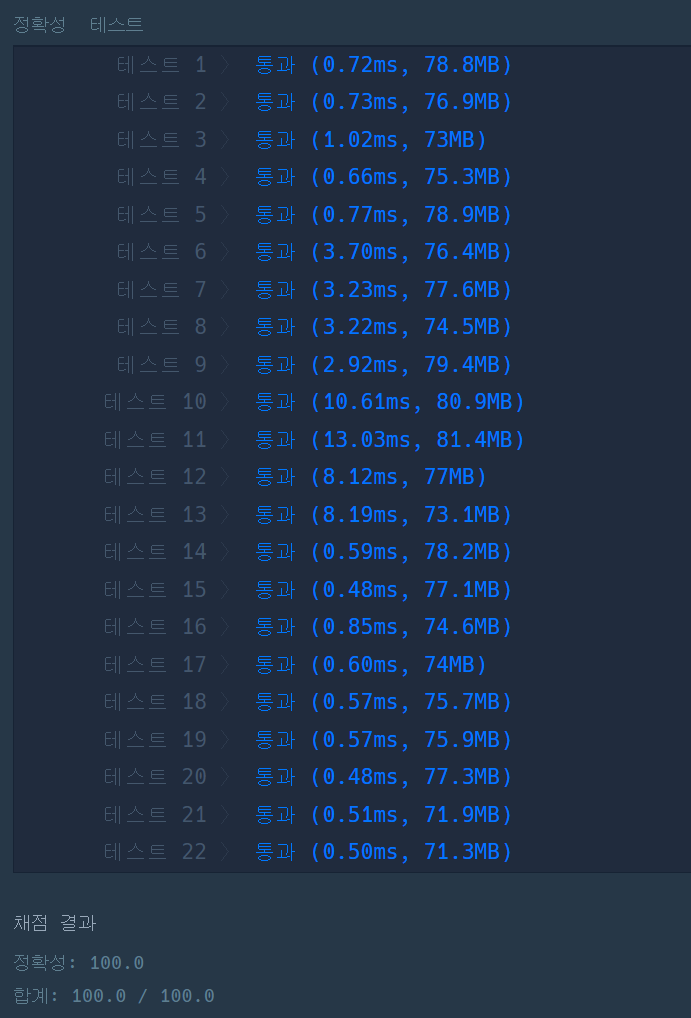 정확성 테스트
테스트 1 〉 통과 (0.72ms, 78.8MB)
테스트 2 〉 통과 (0.73ms, 76.9MB)
테스트 3 〉 통과 (1.02ms, 73MB)
테스트 4 〉 통과 (0.66ms, 75.3MB)
테스트 5 〉 통과 (0.77ms, 78.9MB)
테스트 6 〉 통과 (3.70ms, 76.4MB)
테스트 7 〉 통과 (3.23ms, 77.6MB)
테스트 8 〉 통과 (3.22ms, 74.5MB)
테스트 9 〉 통과 (2.92ms, 79.4MB)
테스트 10 〉 통과 (10.61ms, 80.9MB)
테스트 11 〉 통과 (13.03ms, 81.4MB)
테스트 12 〉 통과 (8.12ms, 77MB)
테스트 13 〉 통과 (8.19ms, 73.1MB)
테스트 14 〉 통과 (0.59ms, 78.2MB)
테스트 15 〉 통과 (0.48ms, 77.1MB)
테스트 16 〉 통과 (0.85ms, 74.6MB)
테스트 17 〉 통과 (0.60ms, 74MB)
테스트 18 〉 통과 (0.57ms, 75.7MB)
테스트 19 〉 통과 (0.57ms, 75.9MB)
테스트 20 〉 통과 (0.48ms, 77.3MB)
테스트 21 〉 통과 (0.51ms, 71.9MB)
테스트 22 〉 통과 (0.50ms, 71.3MB)
채점 결과
정확성: 100.0
합계: 100.0 / 100.0